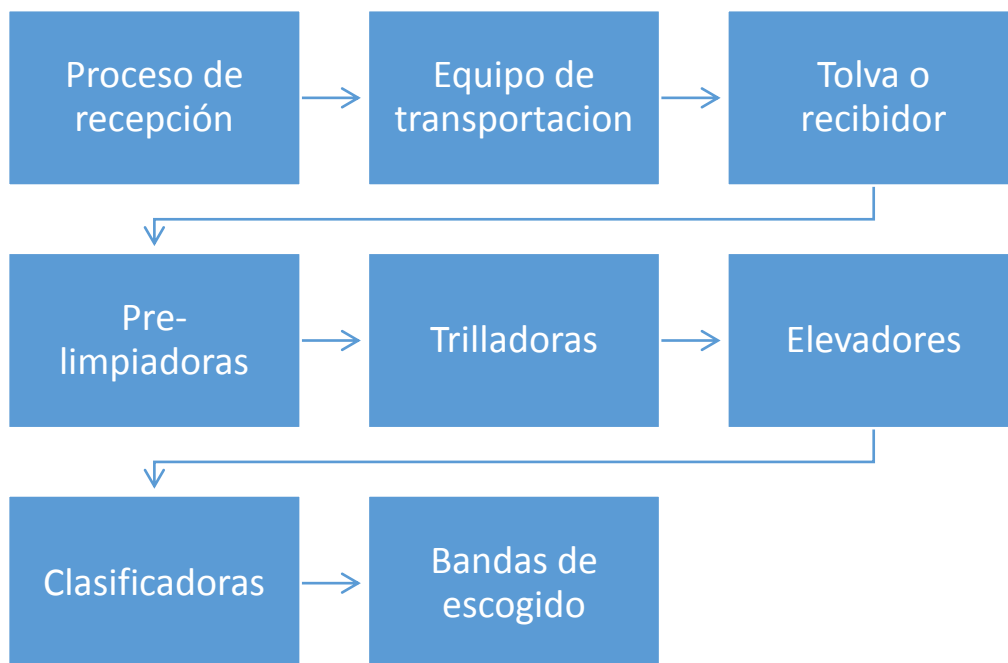 Proceso de
recepción
Equipo de
transportacion
Tolva o
recibidor
Pre-
limpiadoras
Trilladoras
Elevadores
Clasificadoras
Bandas de
escogido